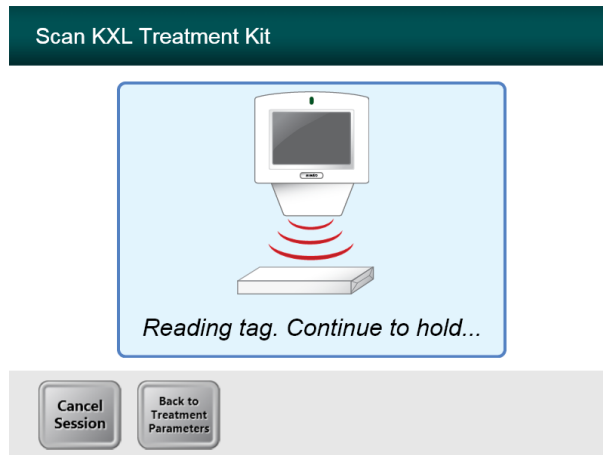 Scan KXL Treatment Kit
Reading tag. Continue to hold...
Cancel
Session
Back to
Treatment
Parameters